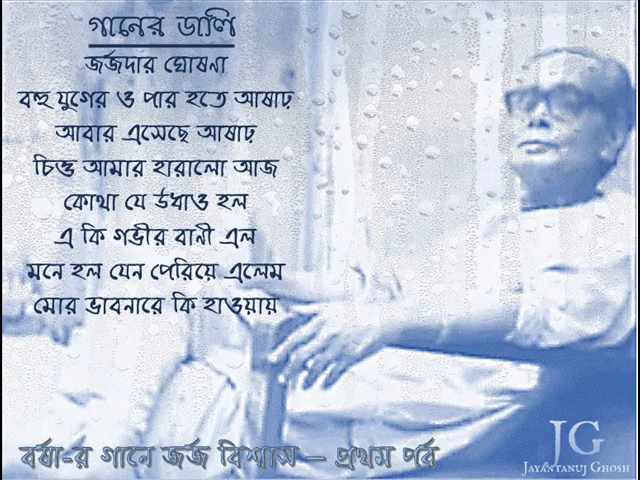 গানের ডালি
জর্জদার ঘোষনা
বহু যুগের ও পার হতে আষাঢ়
আবার এসেছে আষাঢ়
চিত্ত আমার হারালো আজ
কোথা যে উধাও হল
এ কি গভীর বানী এল
মনে হল যেন পেরিয়ে এলেম
মোর ভাবনারে কি হাওয়ায়
বর্ষা-র গানে জর্জ বিশ্বাস – প্রথম পর্ব
JG
JAYANTANUJ GHOSH